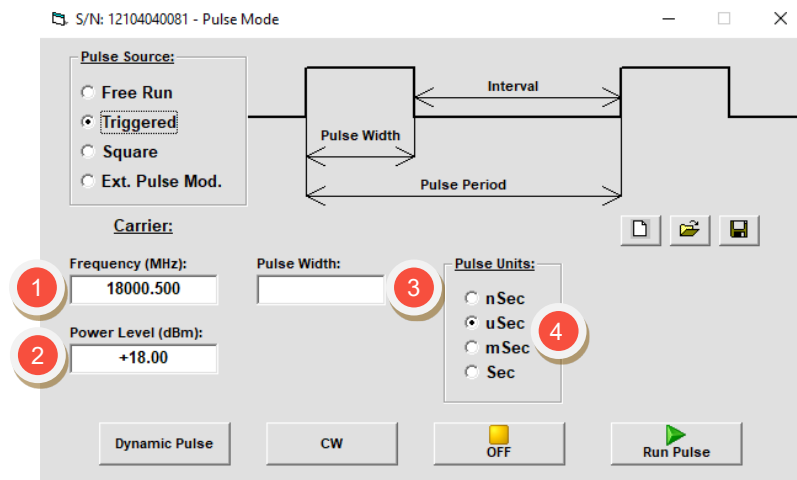 S/N: 12104040081 - Pulse Mode
Pulse Source:
Free Run
Triggered
Square
Ext. Pulse Mod.
Interval
Pulse Width
Pulse Period
Carrier:
Frequency (MHz):
Pulse Width:
Pulse Units:
1
18000.500
3
nSec
uSec
4
Power Level (dBm):
mSec
2
+18.00
Sec
Dynamic Pulse
CW
OFF
Run Pulse